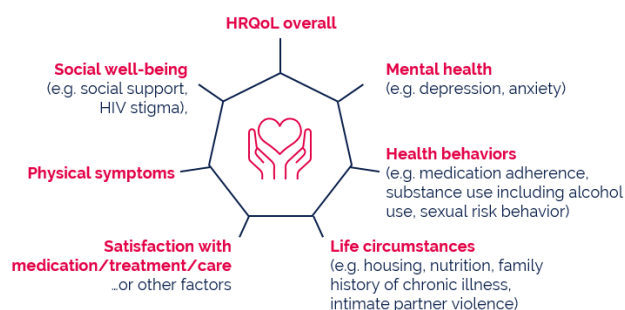 HRQoL overall
Social well-being
(e.g. social support,
HIV stigma),
Mental health
(e.g. depression, anxiety)
Physical symptoms
Health behaviors
(e.g. medication adherence,
substance use including alcohol
use, sexual risk behavior)
Satisfaction with
medication/treatment/care
...or other factors
Life circumstances
(e.g. housing, nutrition, family
history of chronic illness,
intimate partner violence)